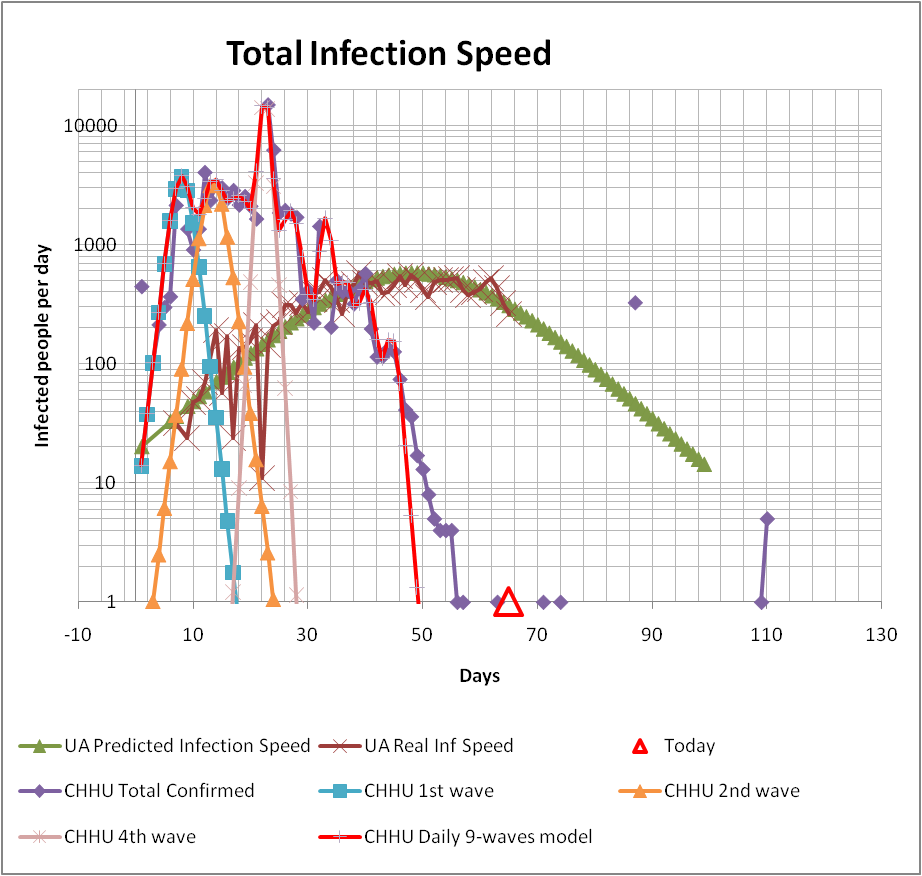 Total Infection Speed
10000
1000
100
10
1
Infected people per day
-10 10 30 50 70 90 110 130
Days
UA Predicted Infection Speed UA Real Inf Speed Today
CHHU Total Confirmed CHHU 1st wave CHHU 2nd wave
CHHU 4th wave CHHU Daily 9-waves model